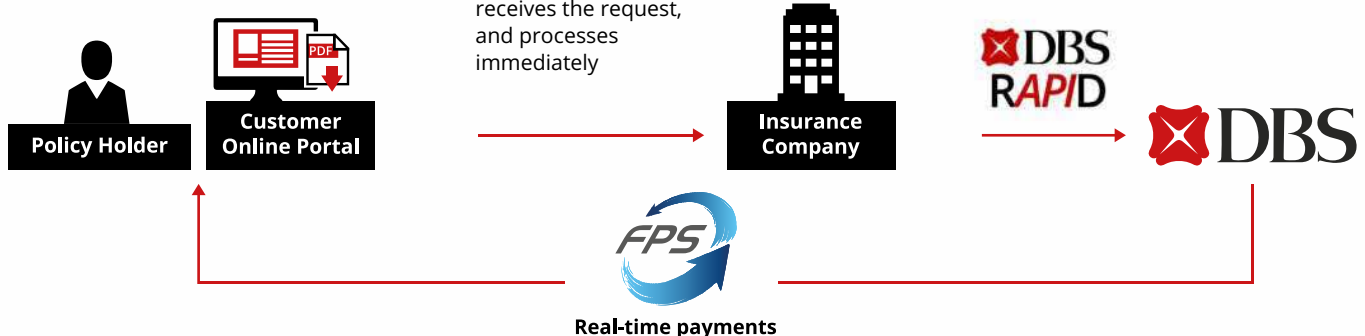 receives the request,
and processes
immediately
PDF
DBS
RAPID
Policy Holder
Customer
Online Portal
Insurance
Company
DBS
FPS
Real-time payments